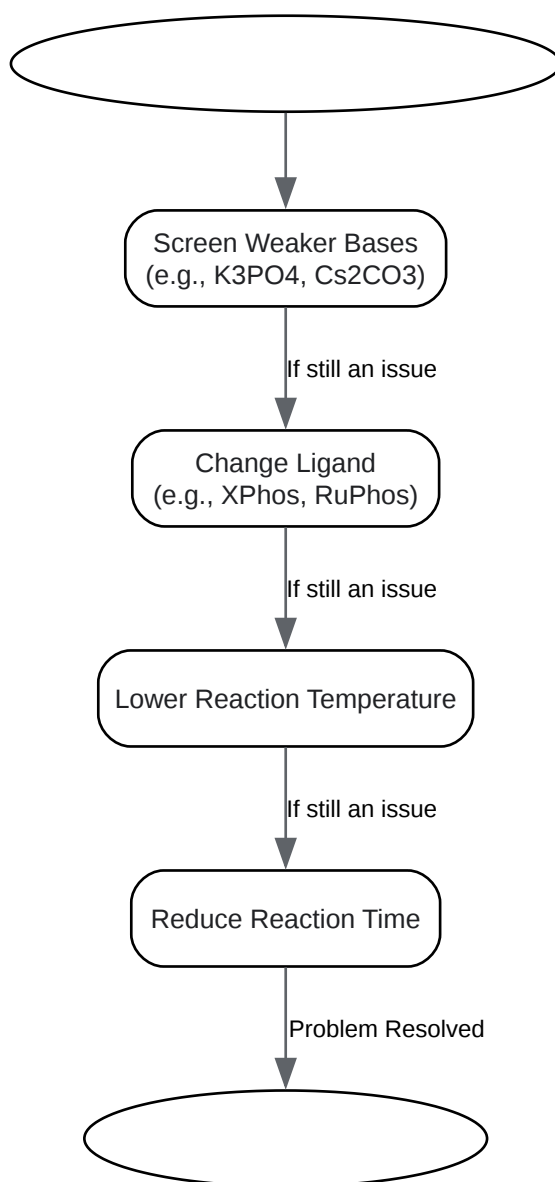 Screen Weaker Bases
(e.g., K3PO4, Cs2CO3)
If still an issue
Change Ligand
(e.g., XPhos, RuPhos)
If still an issue
Lower Reaction Temperature
If still an issue
Reduce Reaction Time
Problem Resolved